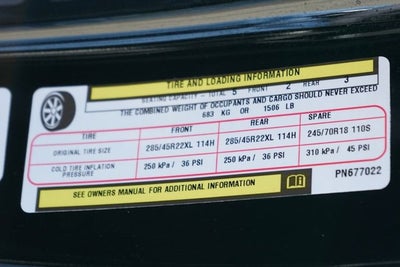 TIRE AND LOADING INFORMATION
SEATING CAPACITY - TOTAL 5 FRONT 2 REAR 3
THE COMBINED WEIGHT OF OCCUPANTS AND CARGO SHOULD NEVER EXCEED
683 KG OR 1506 LB
TIRE FRONT REAR SPARE
ORIGINAL TIRE SIZE 285/45R22XL 114H 285/45R22XL 114H 245/70R18 110S
COLD TIRE INFLATION PRESSURE 250 kPa / 36 PSI 250 kPa / 36 PSI 310 kPa / 45 PSI
SEE OWNERS MANUAL FOR ADDITIONAL INFORMATION
PN677022